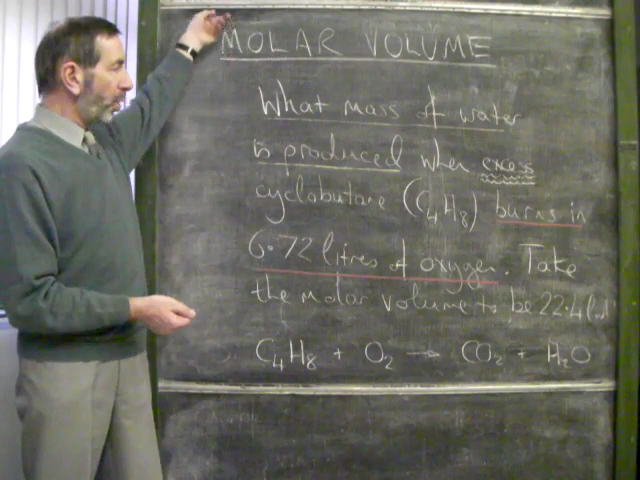 MOLAR VOLUME
What mass of water
is produced when excess
cyclobutane (C₄H₈) burns in
6.72 litres of oxygen. Take
the molar volume to be 22.4 l
C₄H₈ + O₂ → CO₂ + H₂O